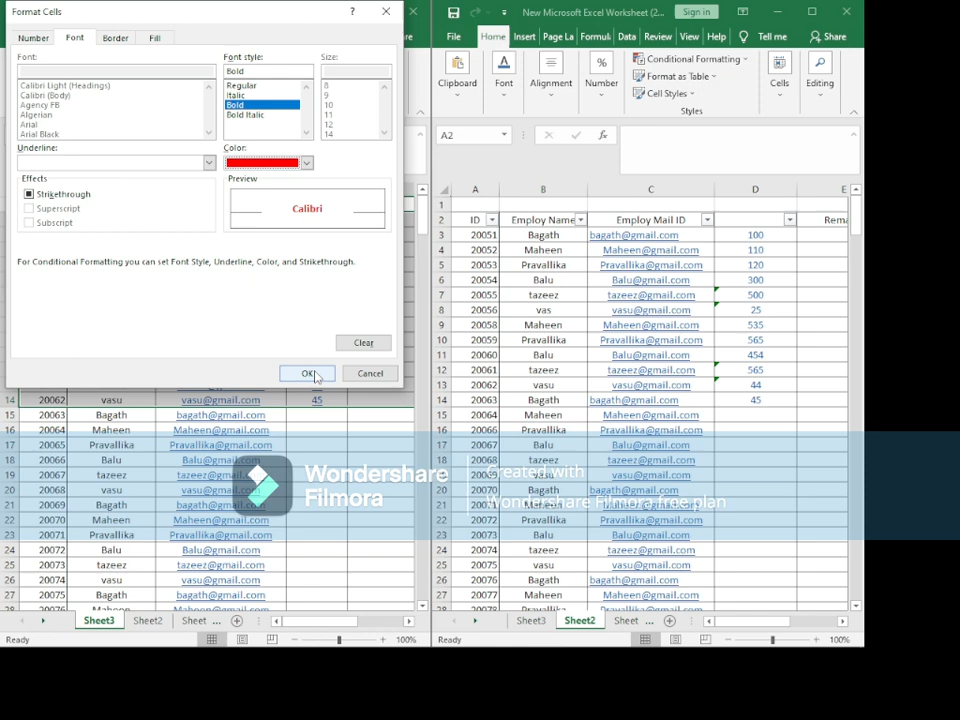 Format Cells
?
Number Font Border Fill
Font: Font style: Size:
Bold
Calibri Light (Headings) Regular 8
Calibri (Body) Italic 9
Agency FB Bold 10
Algerian Bold Italic 11
Arial 12
Arial Black 14
Underline: Color:
Effects Preview
Strikethrough
Superscript
Subscript
Calibri
For Conditional Formatting you can set Font Style, Underline, Color, and Strikethrough.
Clear
OK Cancel
14 20062 vasu vasu@gmail.com 45
15 20063 Bagath bagath@gmail.com
16 20064 Maheen Maheen@gmail.com
17 20065 Pravallika Pravallika@gmail.com
18 20066 Balu Balu@gmail.com
19 20067 tazeez tazeez@gmail.com
20 20068 vasu vasu@gmail.com
21 20069 Bagath bagath@gmail.com
22 20070 Maheen Maheen@gmail.com
23 20071 Pravallika Pravallika@gmail.com
24 20072 Balu Balu@gmail.com
25 20073 tazeez tazeez@gmail.com
26 20074 vasu vasu@gmail.com
27 20075 Bagath bagath@gmail.com
28 20076 Maheen Maheen@gmail.com
Sheet3 Sheet2 Sheet ...
Ready 100%
New Microsoft Excel Worksheet (2... Sign in
File Home Insert Page La Formula Data Review View Help Tell me Share
Clipboard Font Alignment Number Cells Editing
Conditional Formatting
Format as Table
Cell Styles
Styles
A2 fx
A B C D E
1
2 ID Employ Name Employ Mail ID Rema
3 20051 Bagath bagath@gmail.com 100
4 20052 Maheen Maheen@gmail.com 110
5 20053 Pravallika Pravallika@gmail.com 120
6 20054 Balu Balu@gmail.com 300
7 20055 tazeez tazeez@gmail.com 500
8 20056 vas vasu@gmail.com 25
9 20058 Maheen Maheen@gmail.com 535
10 20059 Pravallika Pravallika@gmail.com 565
11 20060 Balu Balu@gmail.com 454
12 20061 tazeez tazeez@gmail.com 565
13 20062 vasu vasu@gmail.com 44
14 20063 Bagath bagath@gmail.com 45
15 20064 Maheen Maheen@gmail.com
16 20066 Pravallika Pravallika@gmail.com
17 20067 Balu Balu@gmail.com
18 20068 tazeez tazeez@gmail.com
19 20069 vasu vasu@gmail.com
20 20070 Bagath bagath@gmail.com
21 20071 Maheen Maheen@gmail.com
22 20072 Pravallika Pravallika@gmail.com
23 20073 Balu Balu@gmail.com
24 20074 tazeez tazeez@gmail.com
25 20075 vasu vasu@gmail.com
26 20076 Bagath bagath@gmail.com
27 20077 Maheen Maheen@gmail.com
28 20078 Pravallika Pravallika@gmail.com
Sheet3 Sheet2 Sheet ...
Ready 100%
Wondershare
Filmora
Created with
Wondershare Filmora free plan